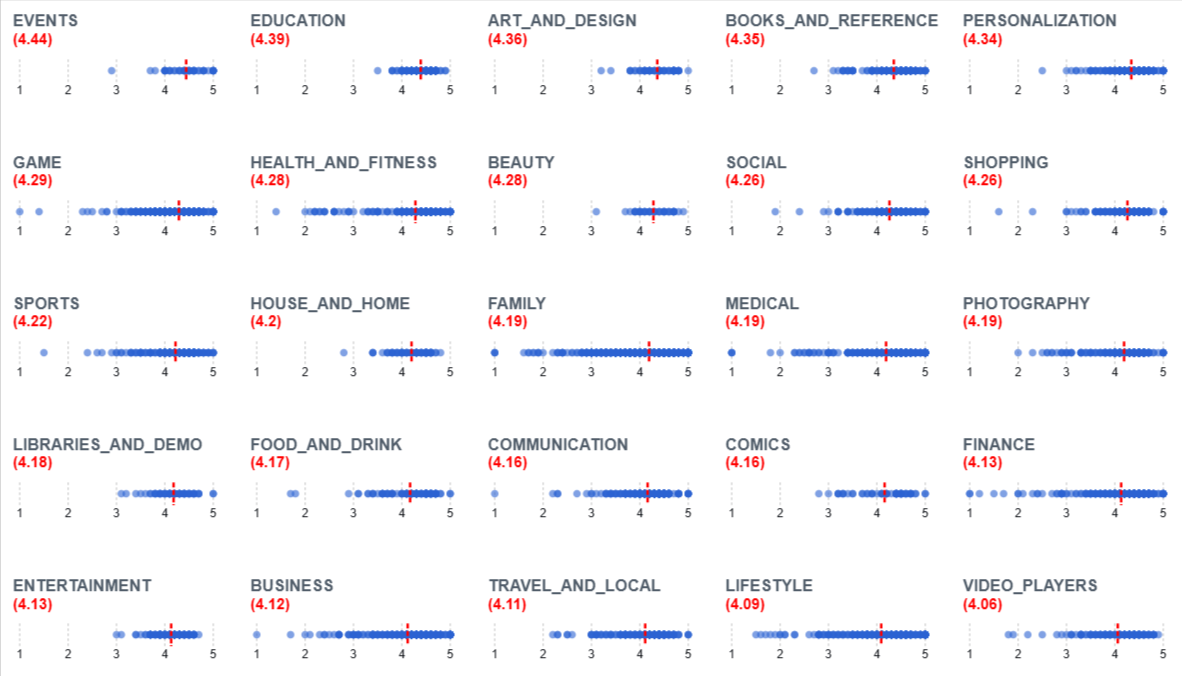 EVENTS EDUCATION ART_AND_DESIGN BOOKS_AND_REFERENCE PERSONALIZATION
(4.44) (4.39) (4.36) (4.35) (4.34)
1 2 3 4 5 1 2 3 4 5 1 2 3 4 5 1 2 3 4 5 1 2 3 4 5
GAME HEALTH_AND_FITNESS BEAUTY SOCIAL SHOPPING
(4.29) (4.28) (4.28) (4.26) (4.26)
1 2 3 4 5 1 2 3 4 5 1 2 3 4 5 1 2 3 4 5 1 2 3 4 5
SPORTS HOUSE_AND_HOME FAMILY MEDICAL PHOTOGRAPHY
(4.22) (4.2) (4.19) (4.19) (4.19)
1 2 3 4 5 1 2 3 4 5 1 2 3 4 5 1 2 3 4 5 1 2 3 4 5
LIBRARIES_AND_DEMO FOOD_AND_DRINK COMMUNICATION COMICS FINANCE
(4.18) (4.17) (4.16) (4.16) (4.13)
1 2 3 4 5 1 2 3 4 5 1 2 3 4 5 1 2 3 4 5 1 2 3 4 5
ENTERTAINMENT BUSINESS TRAVEL_AND_LOCAL LIFESTYLE VIDEO_PLAYERS
(4.13) (4.12) (4.11) (4.09) (4.06)
1 2 3 4 5 1 2 3 4 5 1 2 3 4 5 1 2 3 4 5 1 2 3 4 5